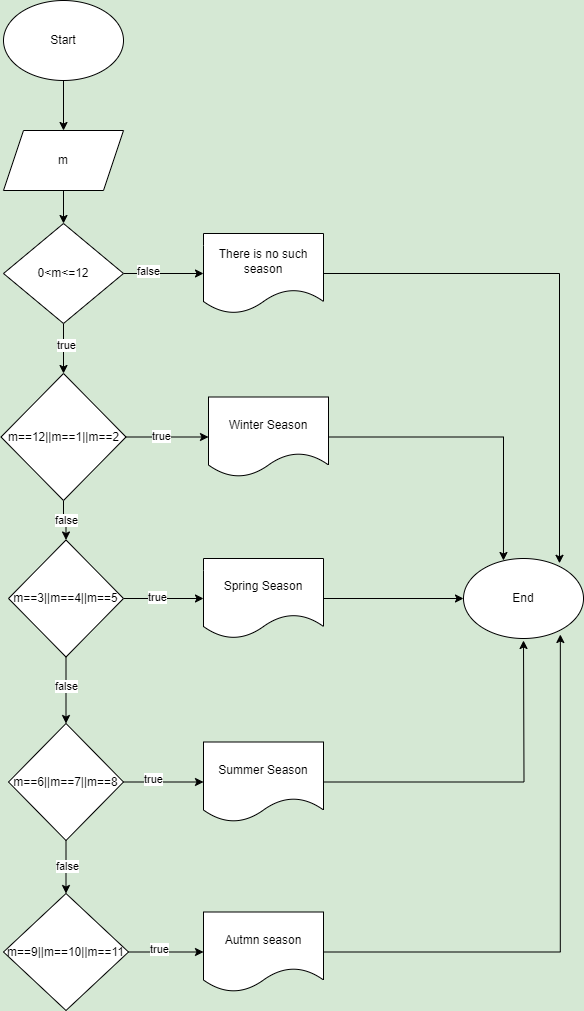 Start
m
0<m<=12
false
There is no such
season
true
m==12||m==1||m==2
true
Winter Season
false
m==3||m==4||m==5
true
Spring Season
End
false
m==6||m==7||m==8
true
Summer Season
false
m==9||m==10||m==11
true
Autmn season